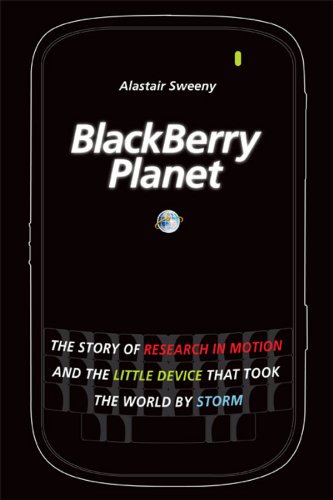 Alastair Sweeny
BlackBerry
Planet
THE STORY OF RESEARCH IN MOTION
AND THE LITTLE DEVICE THAT TOOK
THE WORLD BY STORM